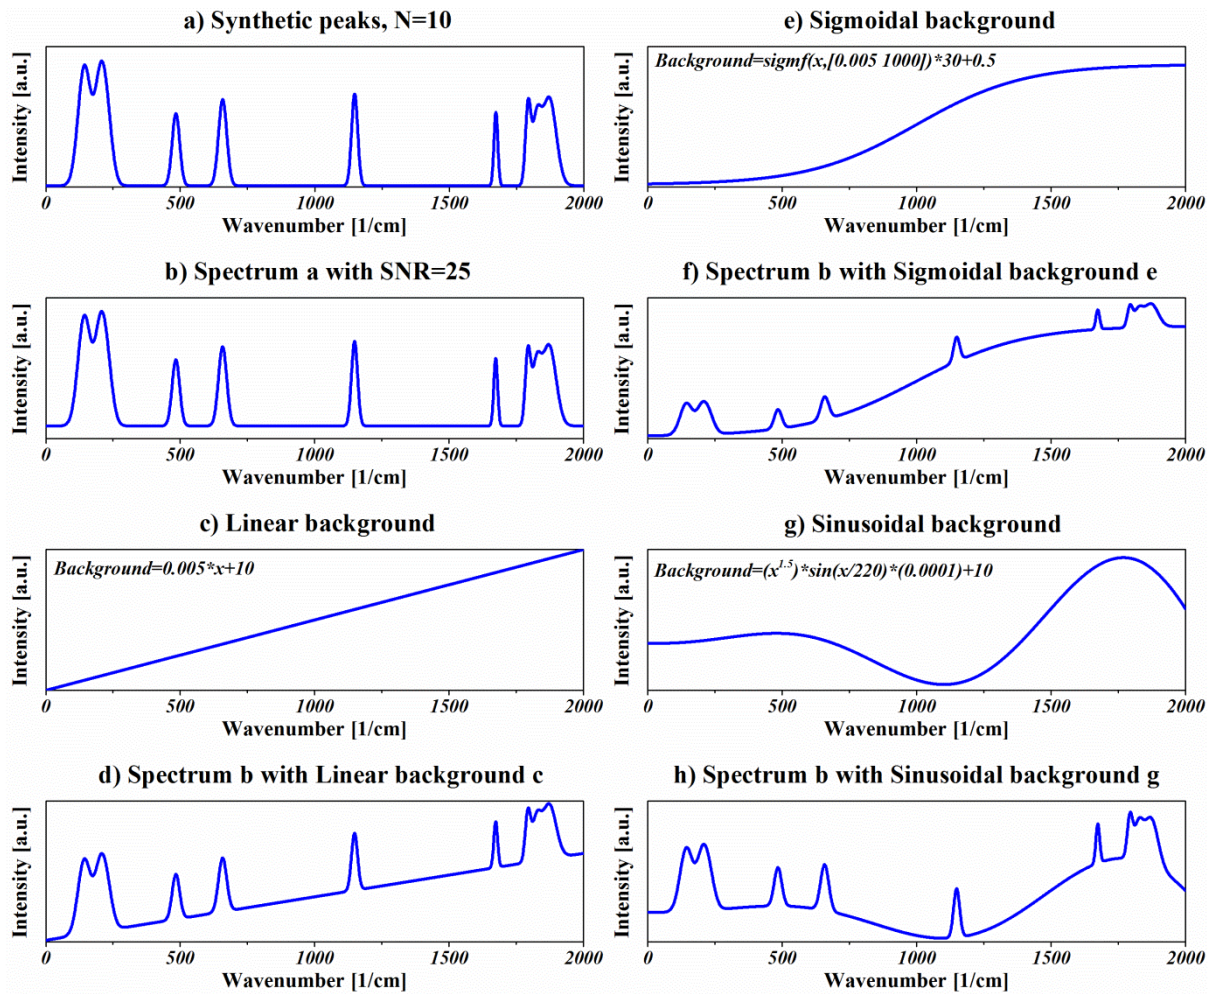 a) Synthetic peaks, N=10
Intensity [a.u.]
0 500 1000 1500 2000
Wavenumber [1/cm]
b) Spectrum a with SNR=25
Intensity [a.u.]
0 500 1000 1500 2000
Wavenumber [1/cm]
c) Linear background
Background=0.005*x+10
Intensity [a.u.]
0 500 1000 1500 2000
Wavenumber [1/cm]
d) Spectrum b with Linear background c
Intensity [a.u.]
0 500 1000 1500 2000
Wavenumber [1/cm]
e) Sigmoidal background
Background=sigmf(x,[0.005 1000])*30+0.5
Intensity [a.u.]
0 500 1000 1500 2000
Wavenumber [1/cm]
f) Spectrum b with Sigmoidal background e
Intensity [a.u.]
0 500 1000 1500 2000
Wavenumber [1/cm]
g) Sinusoidal background
Background=(x^1.5)*sin(x/220)*(0.0001)+10
Intensity [a.u.]
0 500 1000 1500 2000
Wavenumber [1/cm]
h) Spectrum b with Sinusoidal background g
Intensity [a.u.]
0 500 1000 1500 2000
Wavenumber [1/cm]